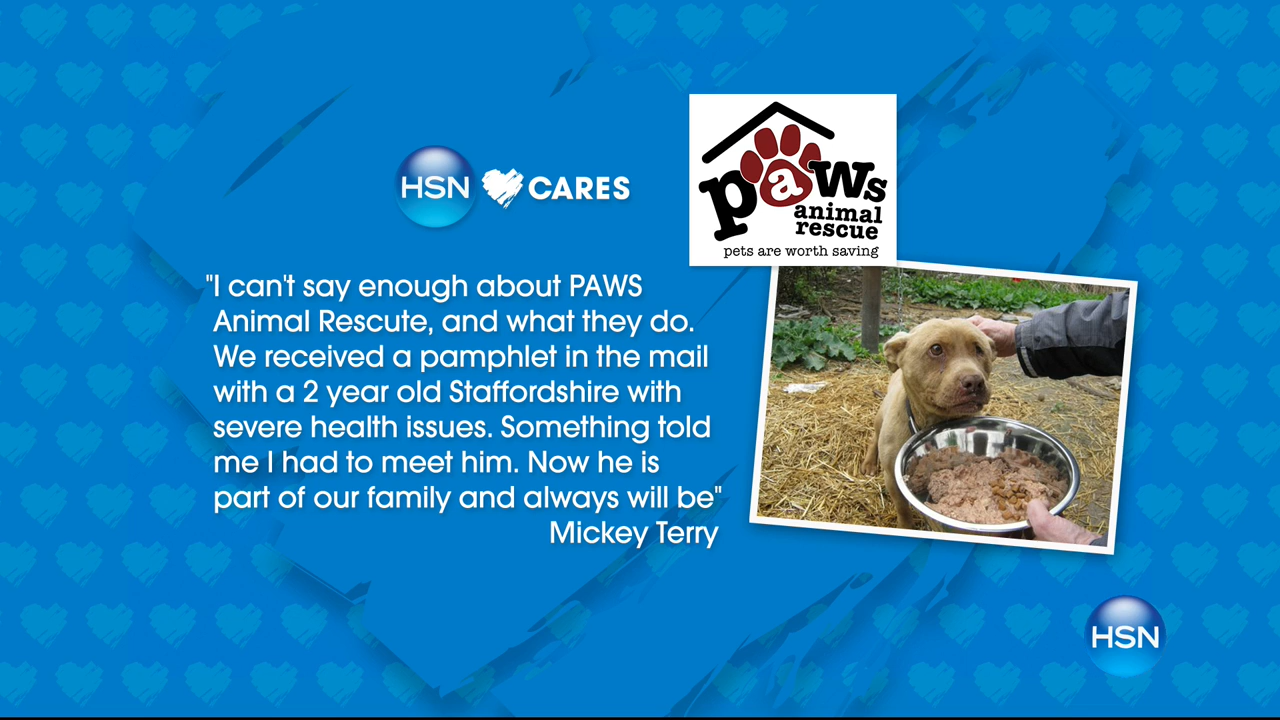 HSN CARES
paws
animal
rescue
pets are worth saving
"I can't say enough about PAWS
Animal Rescute, and what they do.
We received a pamphlet in the mail
with a 2 year old Staffordshire with
severe health issues. Something told
me I had to meet him. Now he is
part of our family and always will be"
Mickey Terry
HSN